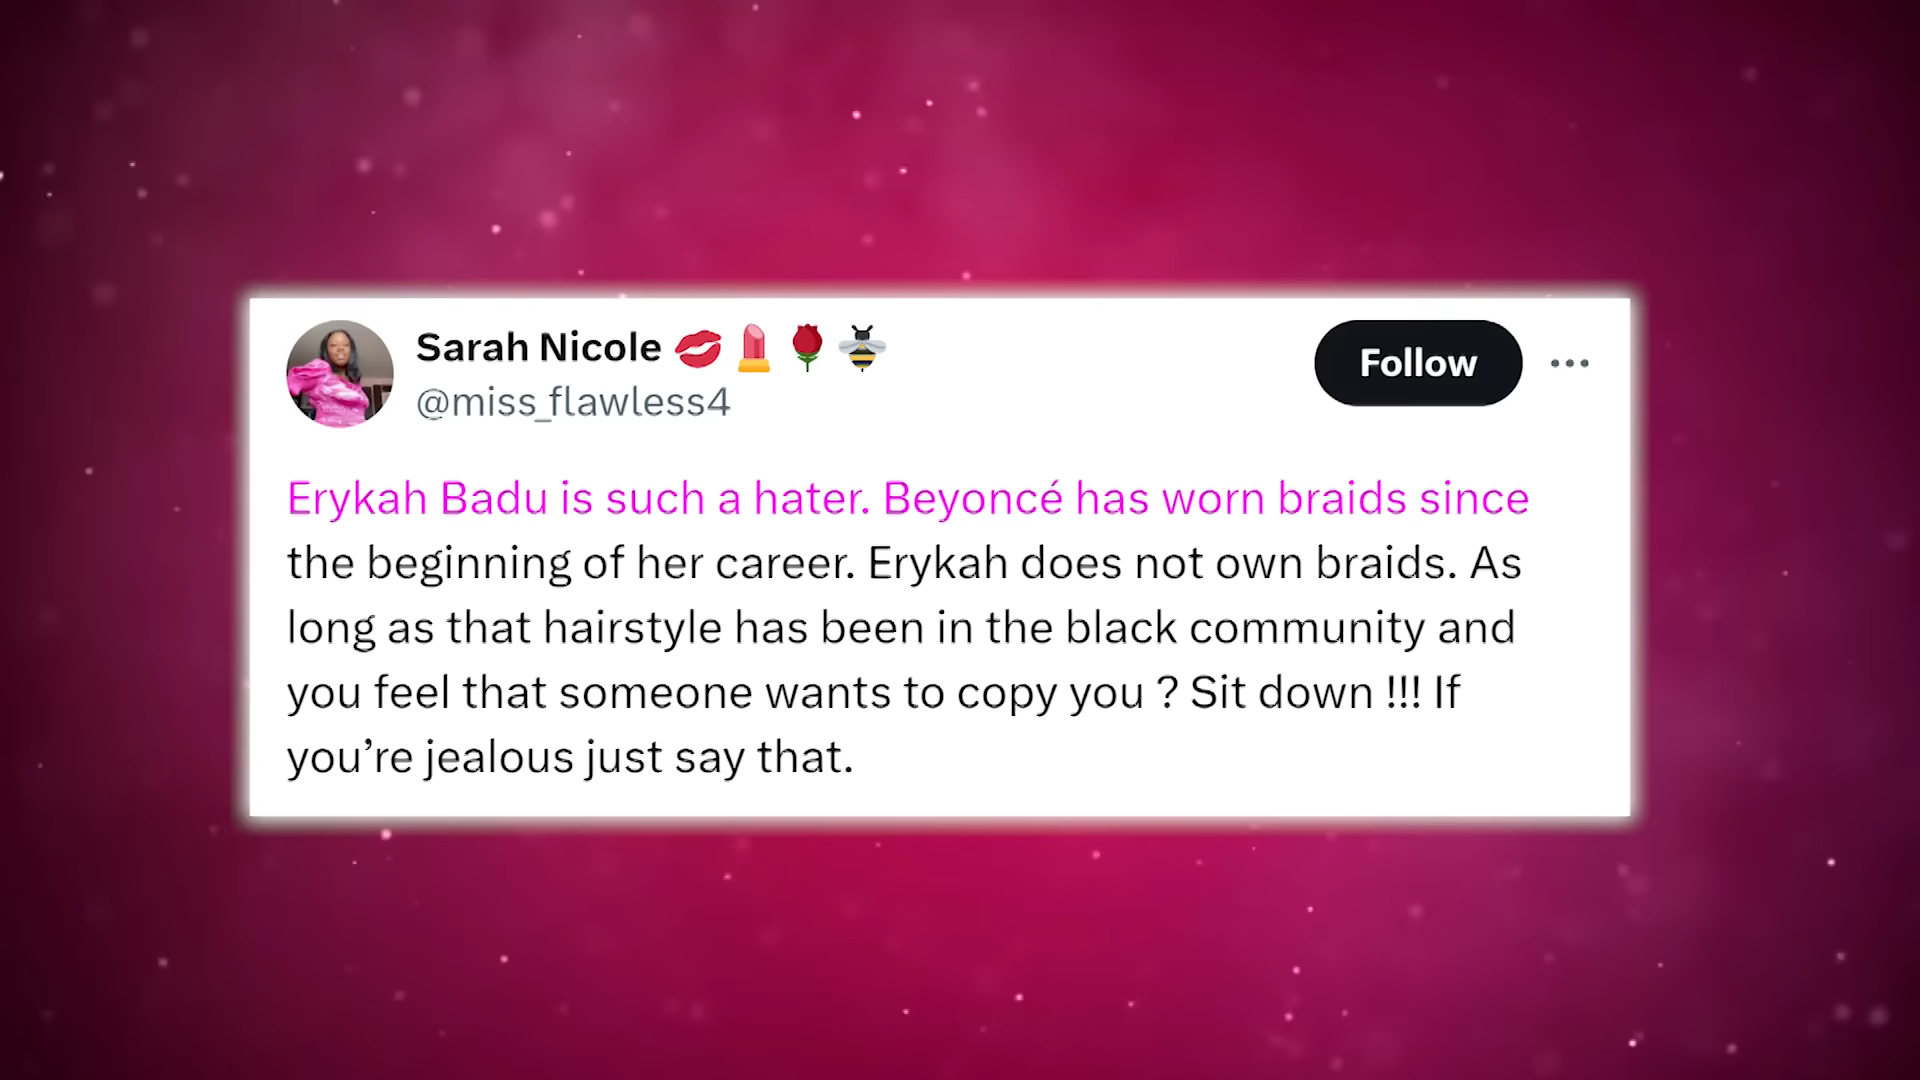 Sarah Nicole 💋💄🌹🐝
@miss_flawless4
Follow
Erykah Badu is such a hater. Beyoncé has worn braids since
the beginning of her career. Erykah does not own braids. As
long as that hairstyle has been in the black community and
you feel that someone wants to copy you ? Sit down !!! If
you’re jealous just say that.